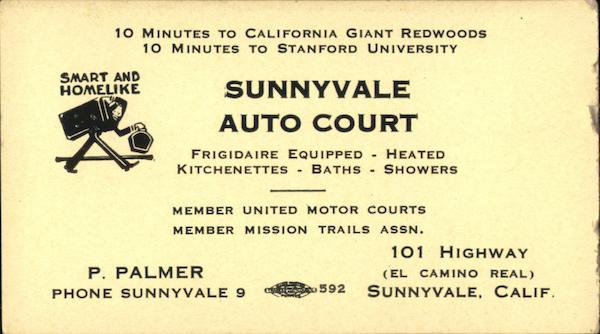 10 Minutes to California Giant Redwoods
10 Minutes to Stanford University
SMART AND
HOMELIKE
SUNNYVALE
AUTO COURT
Frigidaire Equipped - Heated
Kitchenettes - Baths - Showers
MEMBER UNITED MOTOR COURTS
MEMBER MISSION TRAILS ASSN.
P. PALMER
PHONE SUNNYVALE 9
592
101 Highway
(EL CAMINO REAL)
Sunnyvale, Calif.